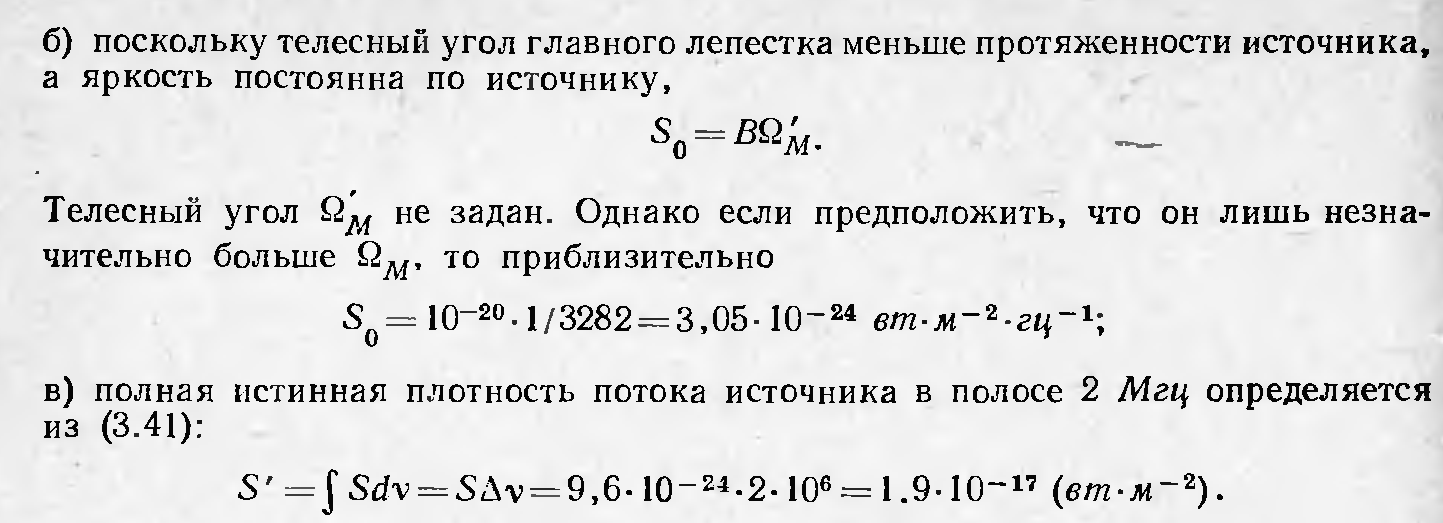 б) поскольку телесный угол главного лепестка меньше протяженности источника,
а яркость постоянна по источнику,
S₀ = BΩ′_M.
Телесный угол Ω′_M не задан. Однако если предположить, что он лишь незна-
чительно больше Ω_M, то приблизительно
S₀ = 10⁻²⁰·1/3282 = 3,05·10⁻²⁴ вт·м⁻²·гц⁻¹;
в) полная истинная плотность потока источника в полосе 2 Мгц определяется
из (3.41):
S′ = ∫ Sdν = SΔν = 9,6·10⁻²⁴·2·10⁶ = 1.9·10⁻¹⁷ (вт·м⁻²).